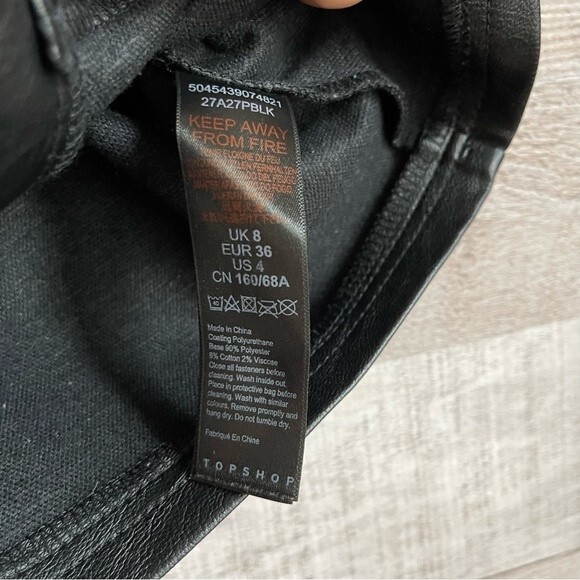 5045439074821
27A27PBLK
KEEP AWAY
FROM FIRE
UK 8
EUR 36
US 4
CN 160/68A
Made in China
Coating Polyurethane
Base 90% Polyester
8% Cotton 2% Viscose
Close all fasteners before
cleaning. Wash inside out.
Place in protective bag before
cleaning. Wash with similar
colours. Remove promptly and
hang dry. Do not tumble dry.
Fabriqué En Chine
TOPSHOP